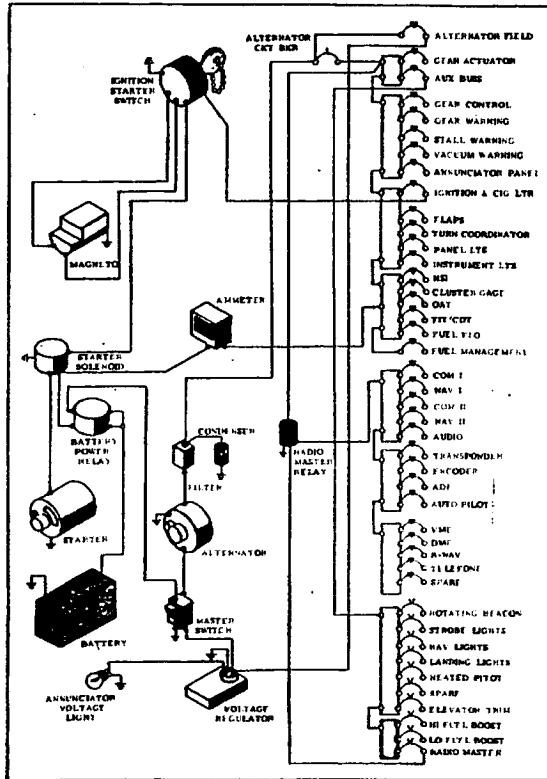 ALTERNATOR
CKT BKR
ALTERNATOR FIELD
GEAR ACTUATOR
AUX BUSS
IGNITION
STARTER
SWITCH
GEAR CONTROL
GEAR WARNING
STALL WARNING
VACUUM WARNING
ANNUNCIATOR PANEL
IGNITION & CIG LTR
MAGNETO
FLAPS
TURN COORDINATOR
PANEL LTS
INSTRUMENT LTS
HSI
CLUSTER GAGE
OAT
FUEL MANAGEMENT
AMMETER
STARTER
SOLENOID
BATTERY
POWER
RELAY
CONDENSER
FILTER
RADIO
MASTER
RELAY
COM I
NAV I
COM II
NAV II
AUDIO
TRANSPONDER
ENCODER
ADF
AUTO PILOT
STARTER
ALTERNATOR
DME
R-NAV
TELEFONE
SPARE
BATTERY
MASTER
SWITCH
ANNUNCIATOR
VOLTAGE
LIGHT
VOLTAGE
REGULATOR
ROTATING BEACON
STROBE LIGHTS
NAV LIGHTS
LANDING LIGHTS
HEATED PITOT
SPARE
ELEVATOR TRIM
HI FUEL BOOST
LO FUEL BOOST
RADIO MASTER